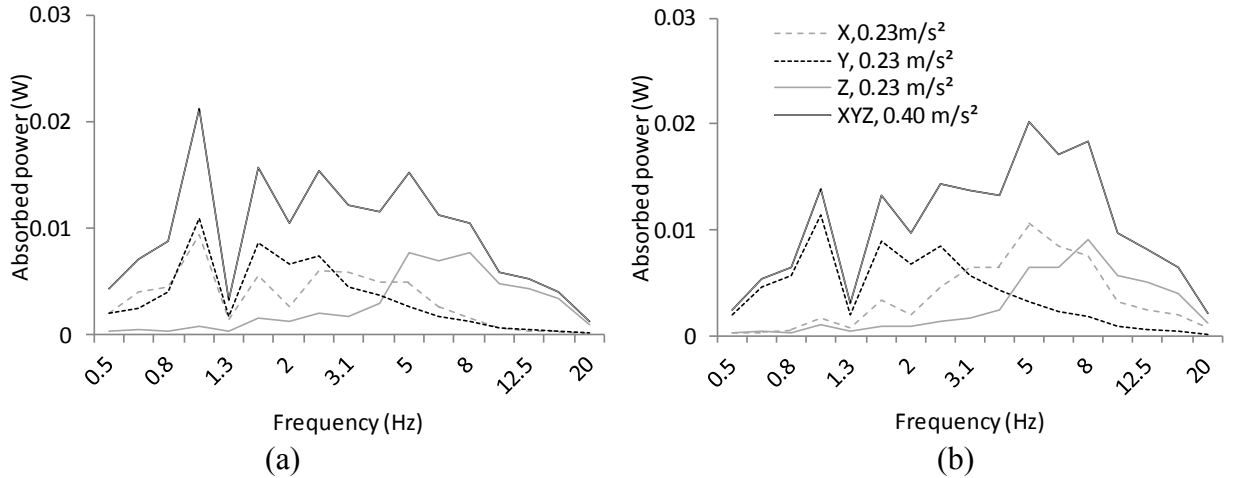 0.03
0.02
0.01
0
Absorbed power (W)
0.5
0.8
1.3
2
3.1
5
8
12.5
20
Frequency (Hz)
(a)
0.03
0.02
0.01
0
Absorbed power (W)
X,0.23m/s²
Y, 0.23 m/s²
Z, 0.23 m/s²
XYZ, 0.40 m/s²
0.5
0.8
1.3
2
3.1
5
8
12.5
20
Frequency (Hz)
(b)